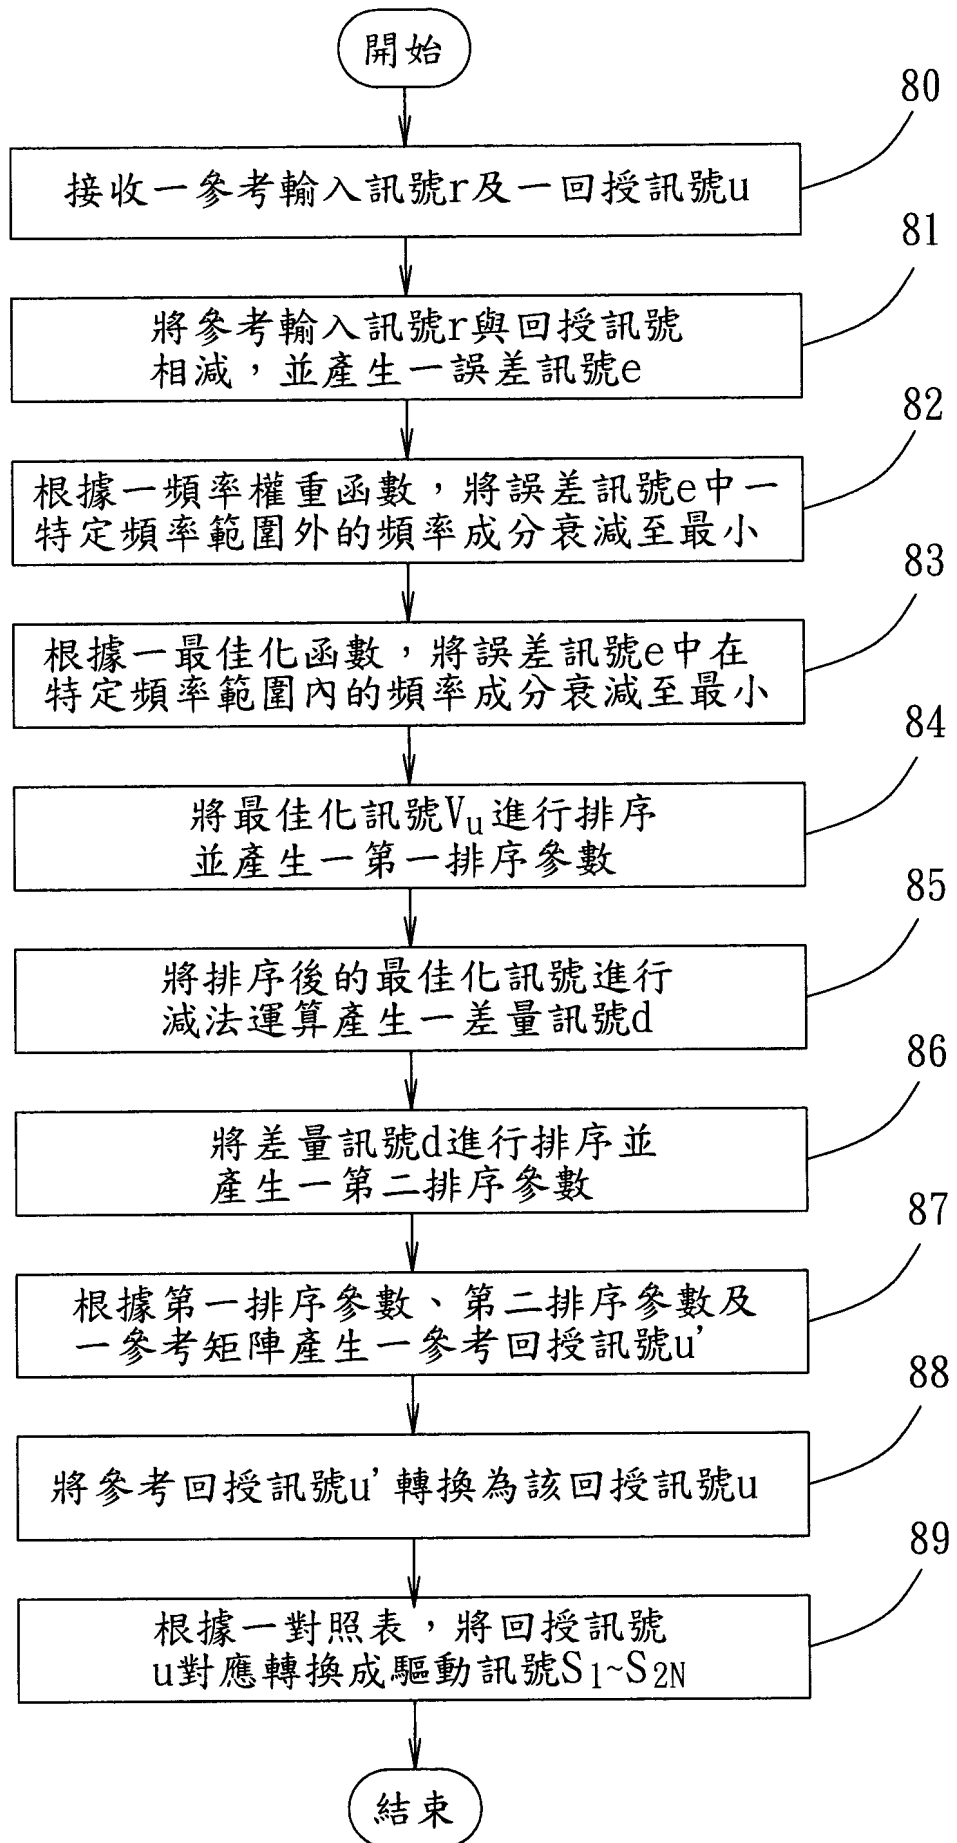 開始
80
接收一參考輸入訊號r及一回授訊號u
81
將參考輸入訊號r與回授訊號
相減，並產生一誤差訊號e
82
根據一頻率權重函數，將誤差訊號e中一
特定頻率範圍外的頻率成分衰減至最小
83
根據一最佳化函數，將誤差訊號e中在
特定頻率範圍內的頻率成分衰減至最小
84
將最佳化訊號Vu進行排序
並產生一第一排序參數
85
將排序後的最佳化訊號進行
減法運算產生一差量訊號d
86
將差量訊號d進行排序並
產生一第二排序參數
87
根據第一排序參數、第二排序參數及
一參考矩陣產生一參考回授訊號u'
88
將參考回授訊號u'轉換為該回授訊號u
89
根據一對照表，將回授訊號
u對應轉換成驅動訊號S1~S2N
結束